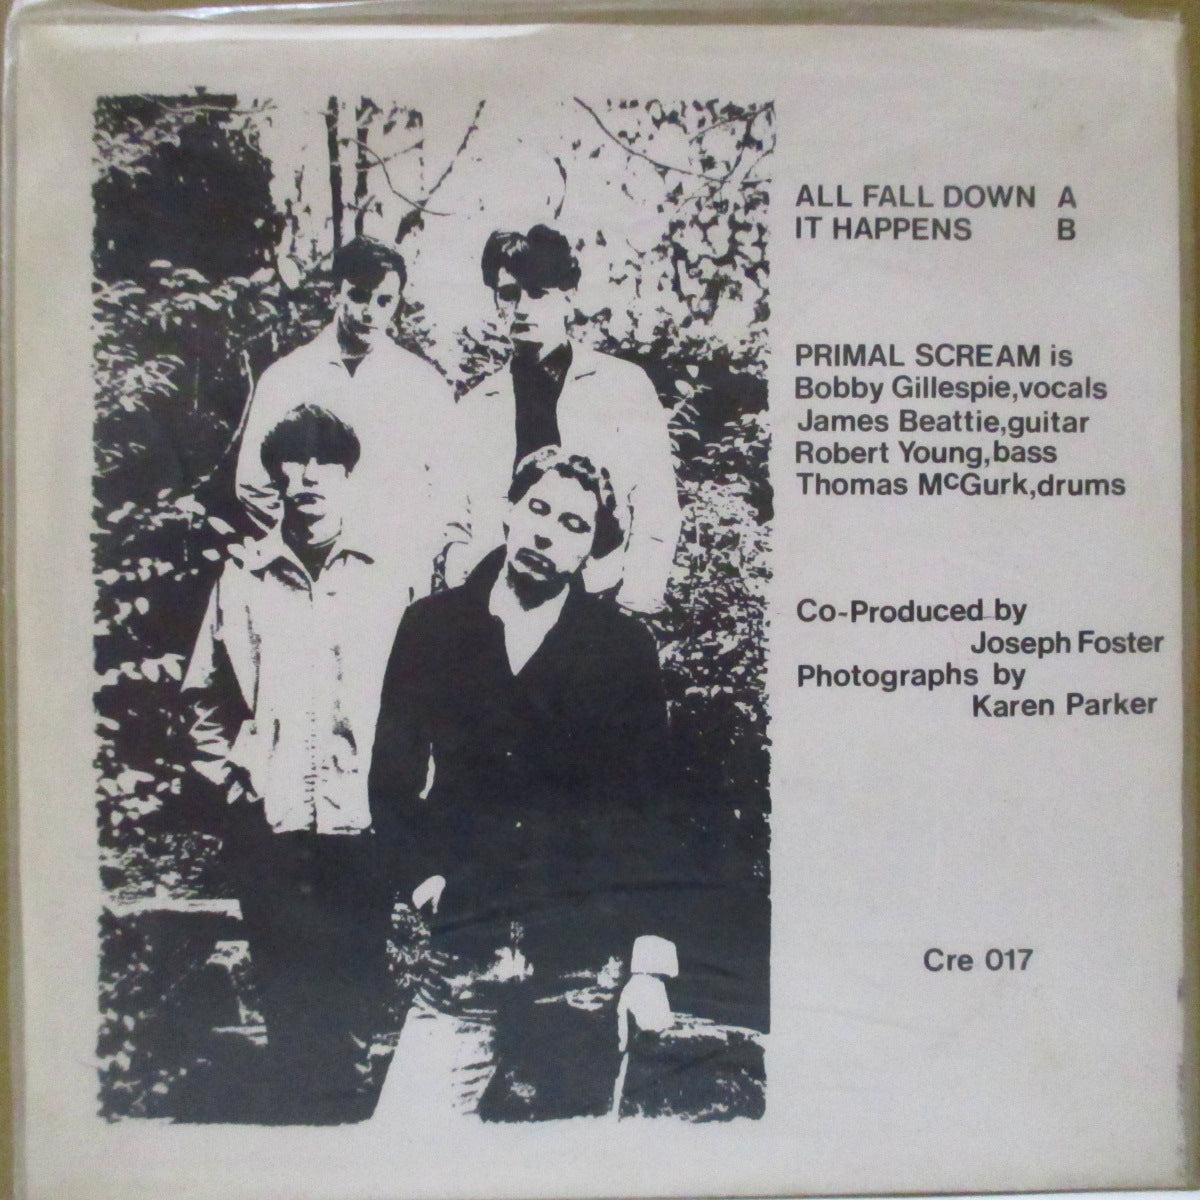 ALL FALL DOWN A
IT HAPPENS B
PRIMAL SCREAM is
Bobby Gillespie,vocals
James Beattie,guitar
Robert Young,bass
Thomas McGurk,drums
Co-Produced by
Joseph Foster
Photographs by
Karen Parker
Cre 017